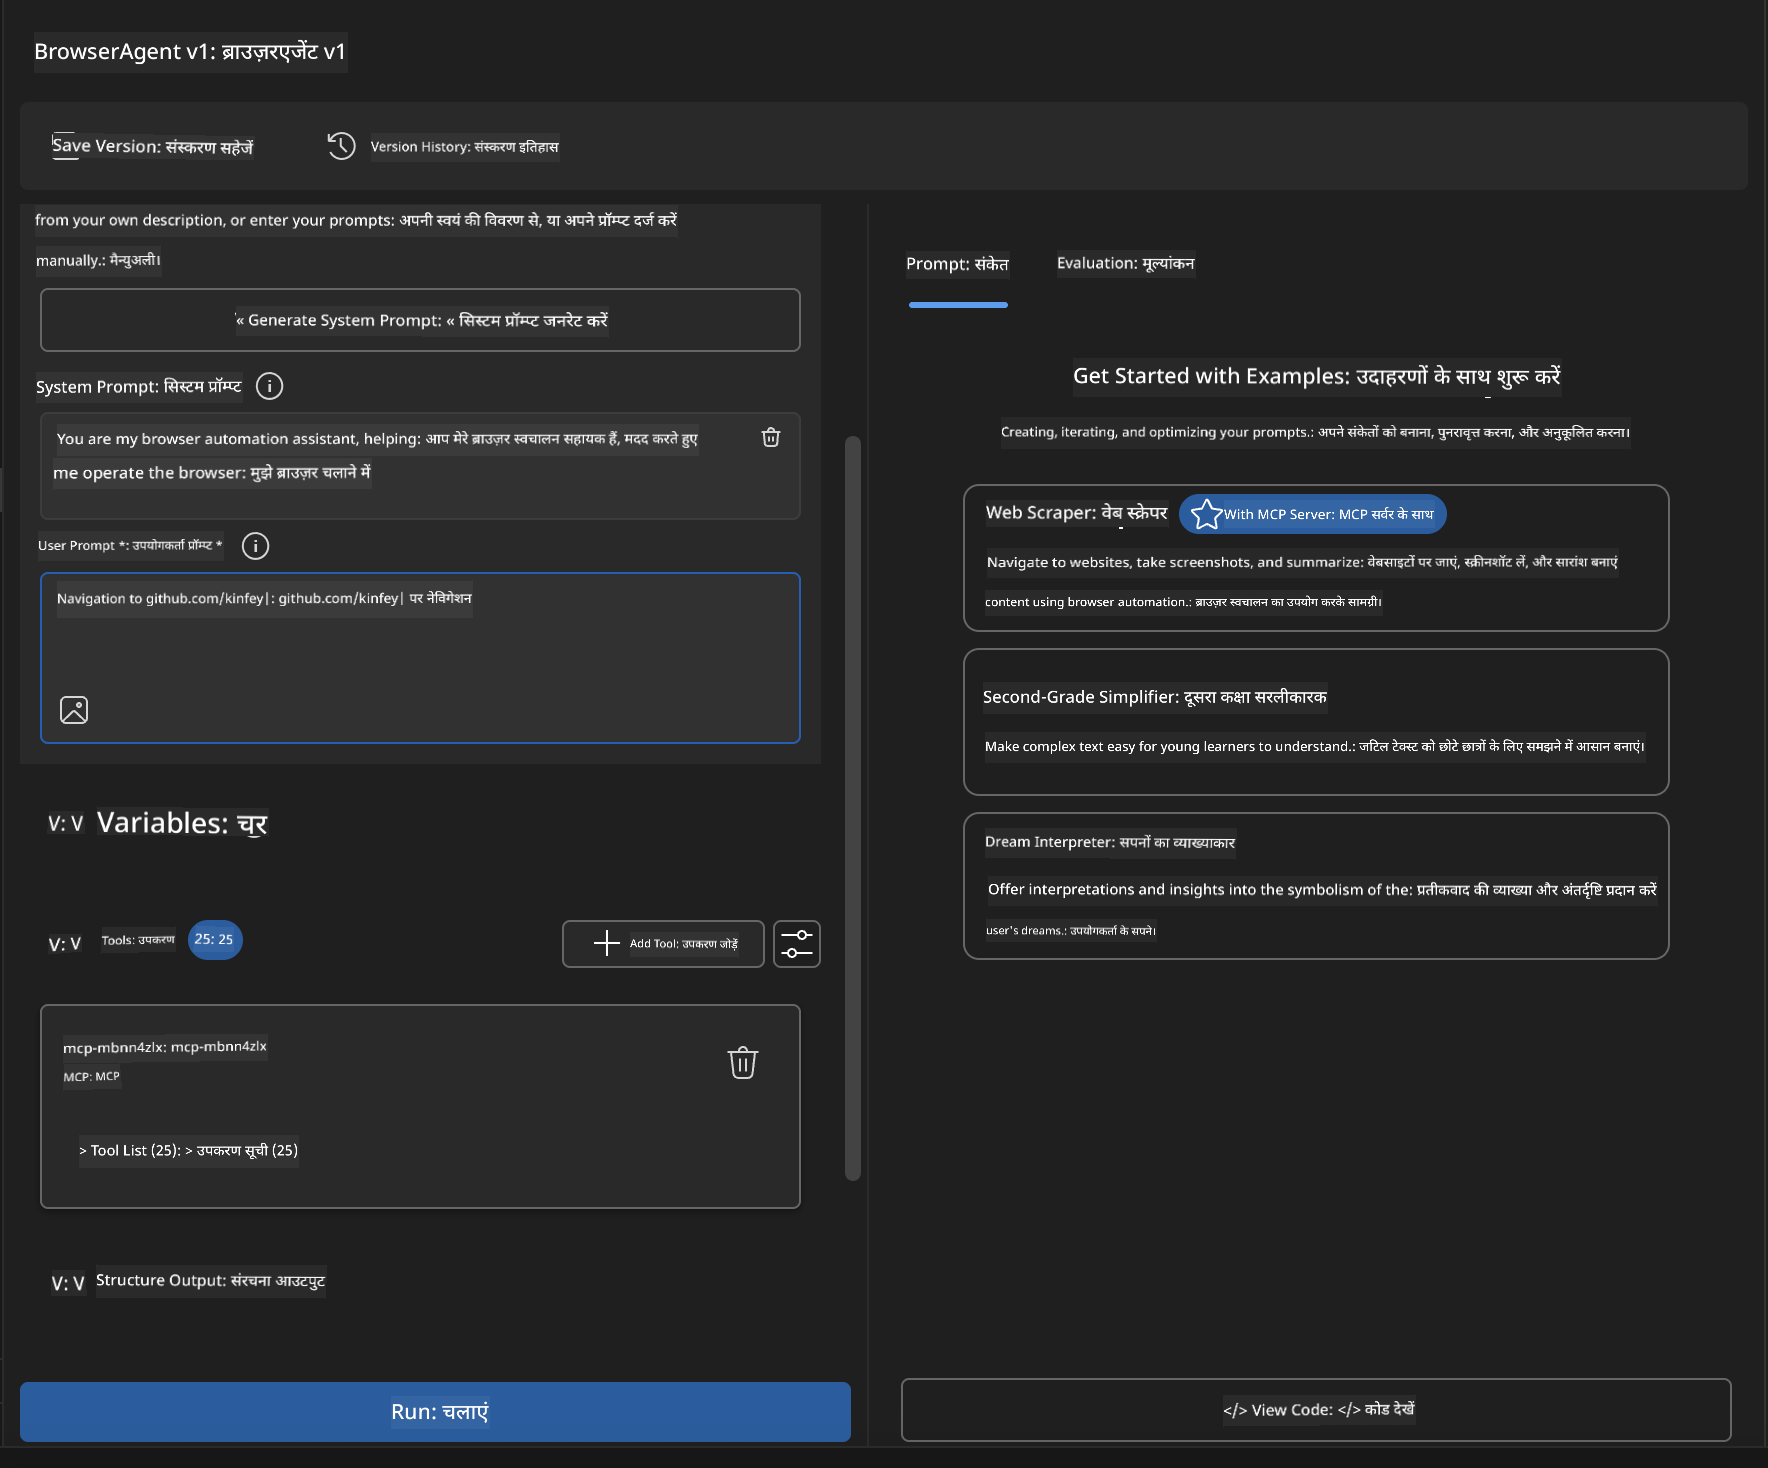 BrowserAgent v1: ब्राउज़रएजेंट v1
Save Version: संस्करण सहेजें
Version History: संस्करण इतिहास
from your own description, or enter your prompts: अपनी स्वयं की विवरण से, या अपने प्रॉम्प्ट दर्ज करें
manually.: मैन्युअली।
« Generate System Prompt: « सिस्टम प्रॉम्प्ट जनरेट करें
System Prompt: सिस्टम प्रॉम्प्ट
You are my browser automation assistant, helping: आप मेरे ब्राउज़र स्वचालन सहायक हैं, मदद करते हुए
me operate the browser: मुझे ब्राउज़र चलाने में
User Prompt *: उपयोगकर्ता प्रॉम्प्ट *
Navigation to github.com/kinfey|: github.com/kinfey| पर नेविगेशन
V: V Variables: चर
V: V Tools: उपकरण 25: 25
Add Tool: उपकरण जोड़ें
mcp-mbnn4zlx: mcp-mbnn4zlx
MCP: MCP
> Tool List (25): > उपकरण सूची (25)
V: V Structure Output: संरचना आउटपुट
Run: चलाएं
Prompt: संकेत
Evaluation: मूल्यांकन
Get Started with Examples: उदाहरणों के साथ शुरू करें
Creating, iterating, and optimizing your prompts.: अपने संकेतों को बनाना, पुनरावृत्त करना, और अनुकूलित करना।
Web Scraper: वेब स्क्रेपर
With MCP Server: MCP सर्वर के साथ
Navigate to websites, take screenshots, and summarize: वेबसाइटों पर जाएं, स्क्रीनशॉट लें, और सारांश बनाएं
content using browser automation.: ब्राउज़र स्वचालन का उपयोग करके सामग्री।
Second-Grade Simplifier: दूसरा कक्षा सरलीकारक
Make complex text easy for young learners to understand.: जटिल टेक्स्ट को छोटे छात्रों के लिए समझने में आसान बनाएं।
Dream Interpreter: सपनों का व्याख्याकार
Offer interpretations and insights into the symbolism of the: प्रतीकवाद की व्याख्या और अंतर्दृष्टि प्रदान करें
user's dreams.: उपयोगकर्ता के सपने।
</> View Code: </> कोड देखें